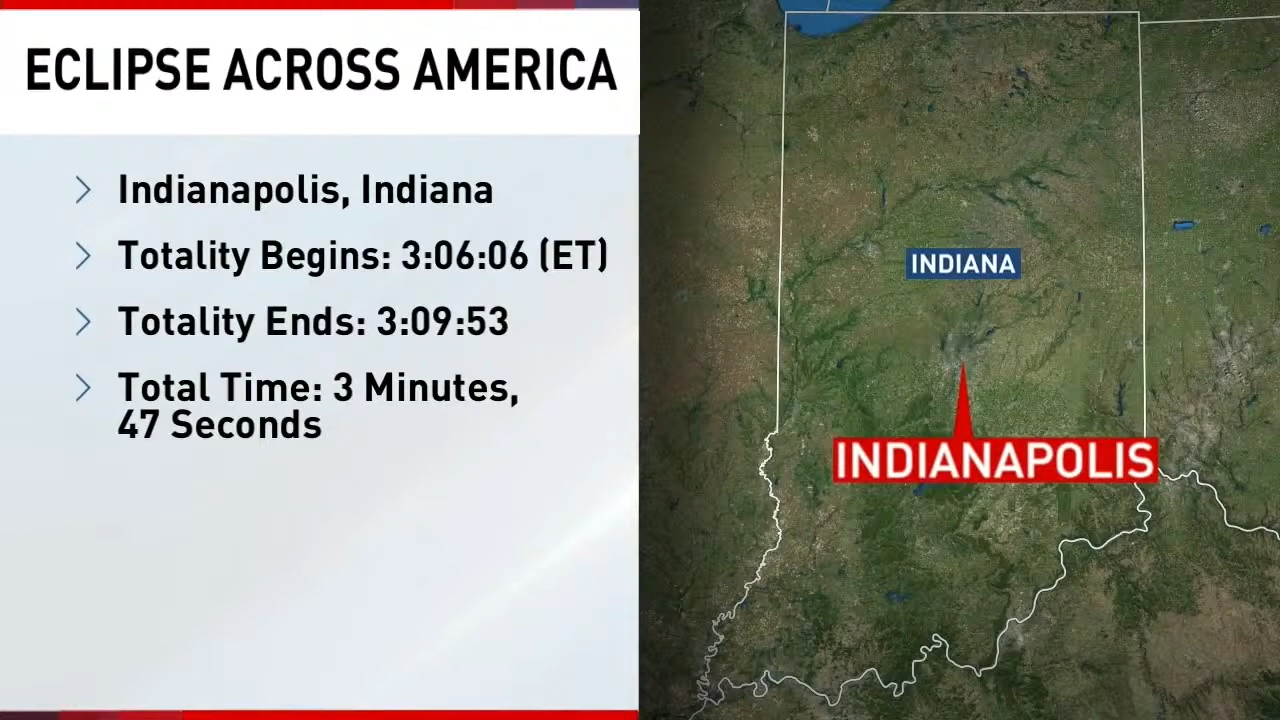 ECLIPSE ACROSS AMERICA
Indianapolis, Indiana
Totality Begins: 3:06:06 (ET)
Totality Ends: 3:09:53
Total Time: 3 Minutes,
47 Seconds
INDIANA
INDIANAPOLIS